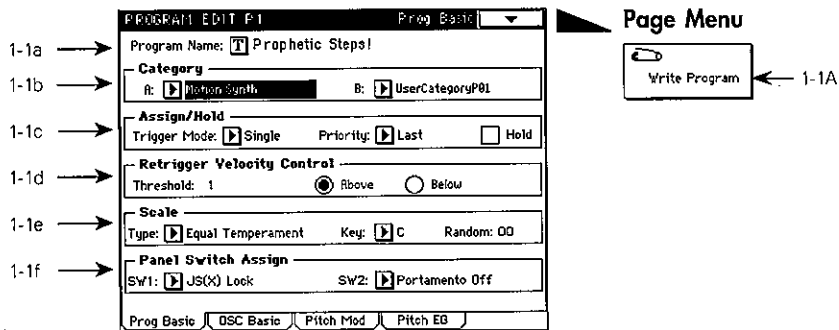 PROGRAM EDIT P1 Prog Basic
Page Menu
1-1a Program Name: T Prophetic Steps!
Write Program 1-1A
Category
1-1b A: Motion Synth B: UserCategoryP01
Assign/Hold
1-1c Trigger Mode: Single Priority: Last Hold
Retrigger Velocity Control
1-1d Threshold: 1 Above Below
Scale
1-1e Type: Equal Temperament Key: C Random: 00
Panel Switch Assign
1-1f SW1: JS(X) Lock SW2: Portamento Off
Prog Basic OSC Basic Pitch Mod Pitch EG